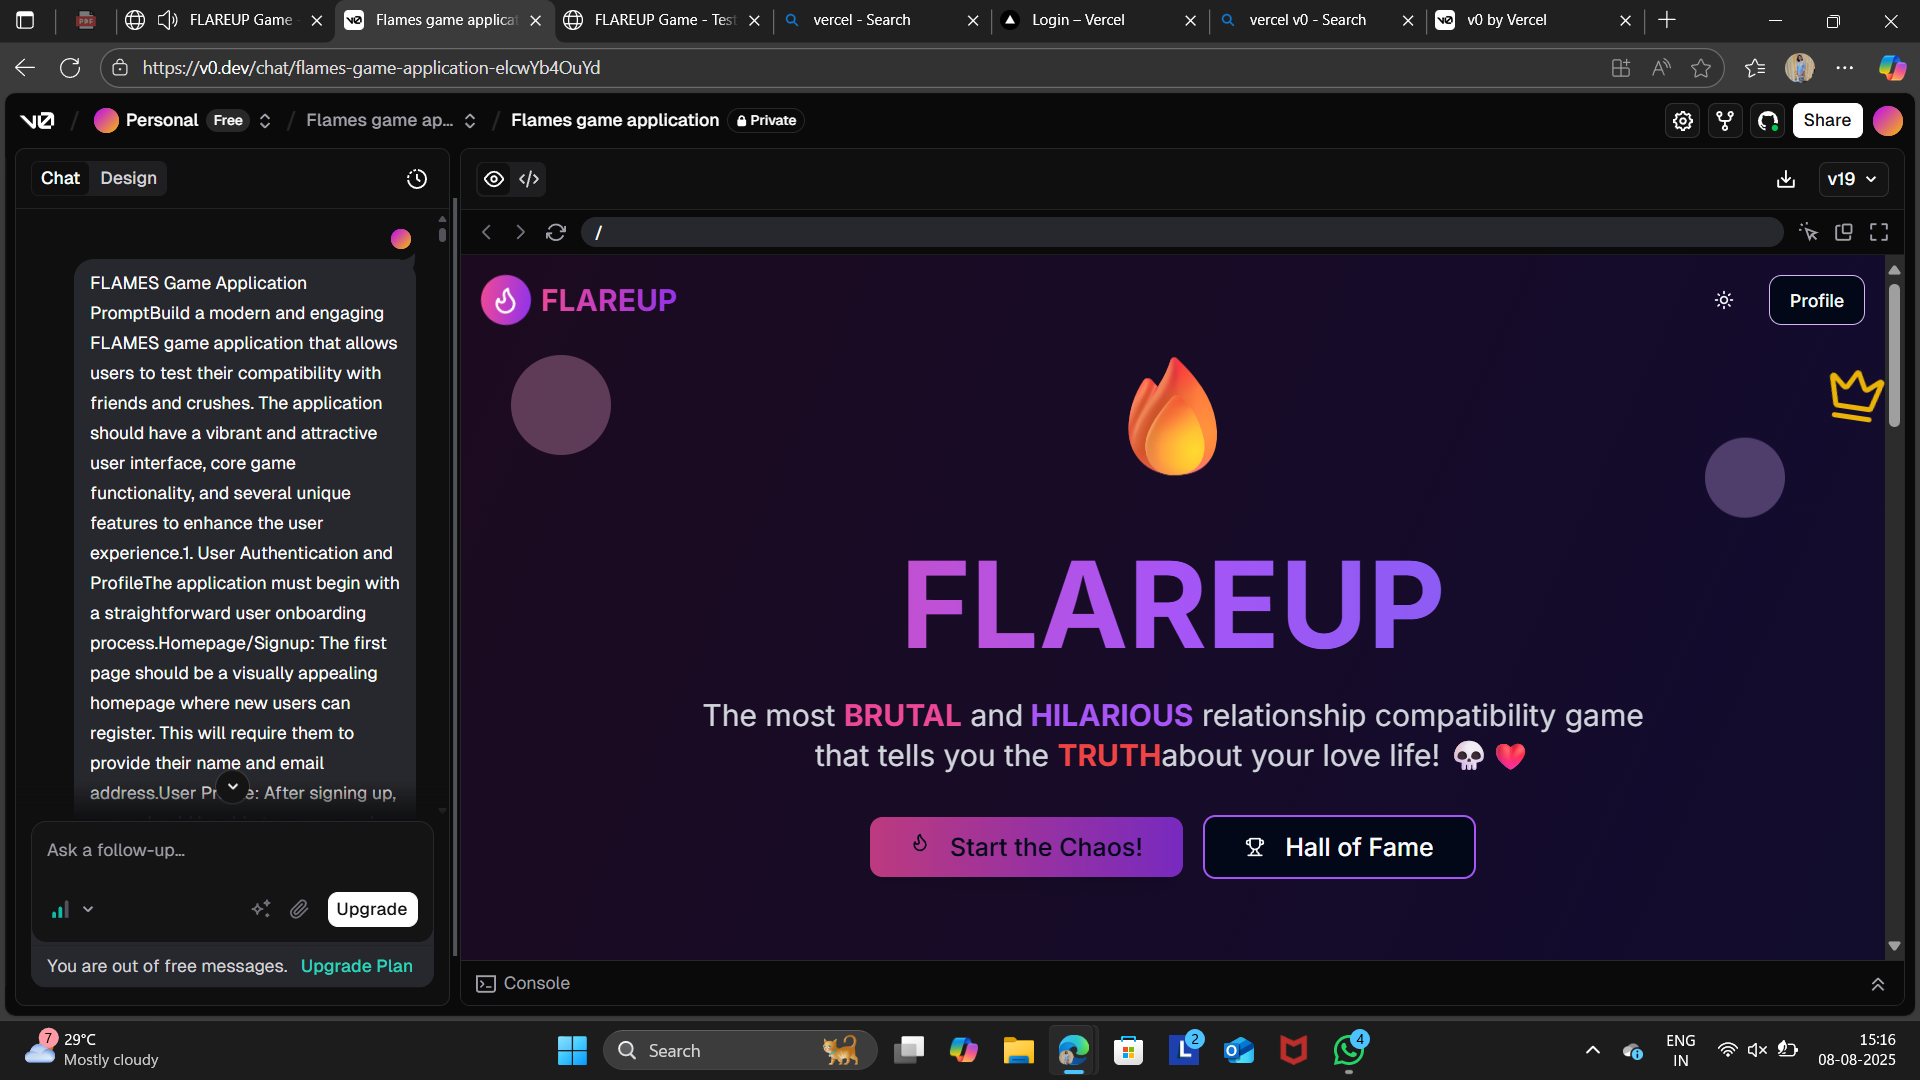 FLAREUP Game
Flames game applicat
FLAREUP Game - Test
vercel - Search
Login – Vercel
vercel v0 - Search
v0 by Vercel
https://v0.dev/chat/flames-game-application-elcwYb4OuYd
v0 / Personal Free / Flames game ap... / Flames game application Private
Share
Chat Design
v19
/
FLAMES Game Application
PromptBuild a modern and engaging
FLAMES game application that allows
users to test their compatibility with
friends and crushes. The application
should have a vibrant and attractive
user interface, core game
functionality, and several unique
features to enhance the user
experience.1. User Authentication and
ProfileThe application must begin with
a straightforward user onboarding
process.Homepage/Signup: The first
page should be a visually appealing
homepage where new users can
register. This will require them to
provide their name and email
address.User Pr e: After signing up,
Ask a follow-up...
Upgrade
You are out of free messages. Upgrade Plan
FLAREUP
Profile
FLAREUP
The most BRUTAL and HILARIOUS relationship compatibility game
that tells you the TRUTHabout your love life! 💀 ❤️
Start the Chaos!
Hall of Fame
Console
7
29°C
Mostly cloudy
Search
L 2
4
ENG
IN
15:16
08-08-2025